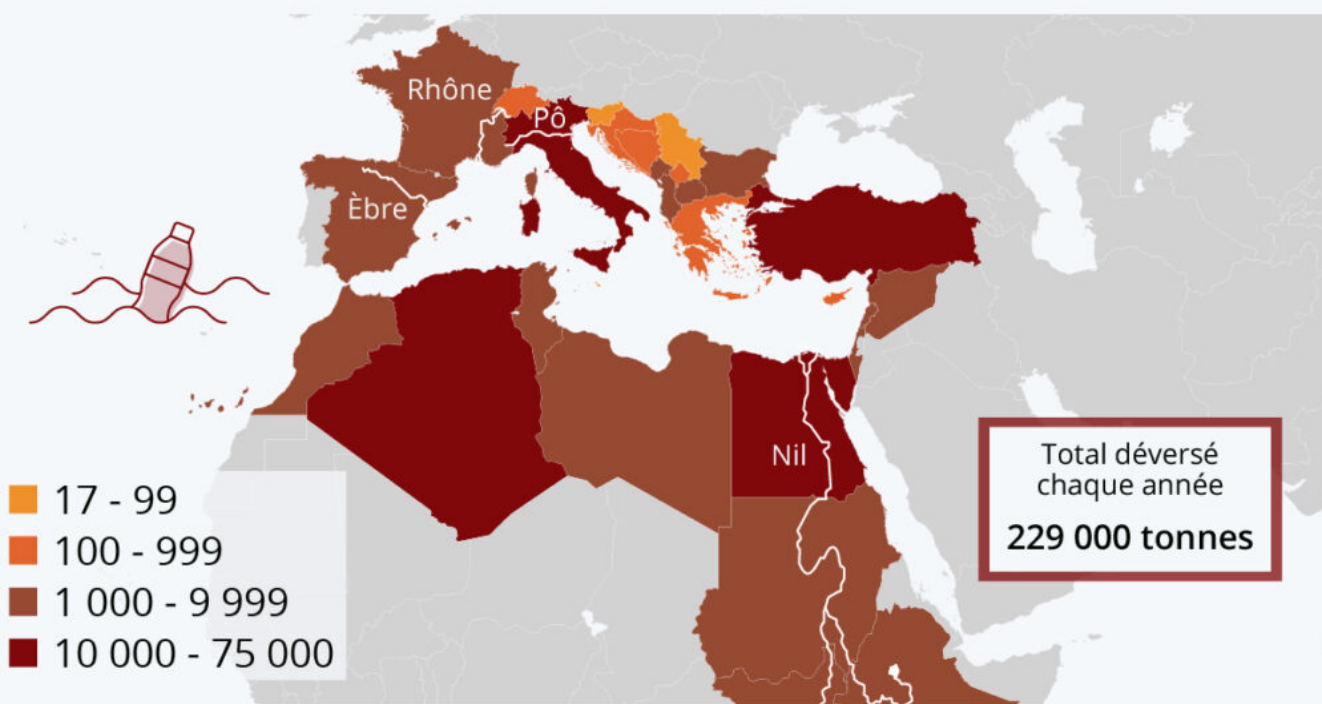 Rhône
Pô
Èbre
Nil
17 - 99
100 - 999
1 000 - 9 999
10 000 - 75 000
Total déversé
chaque année
229 000 tonnes